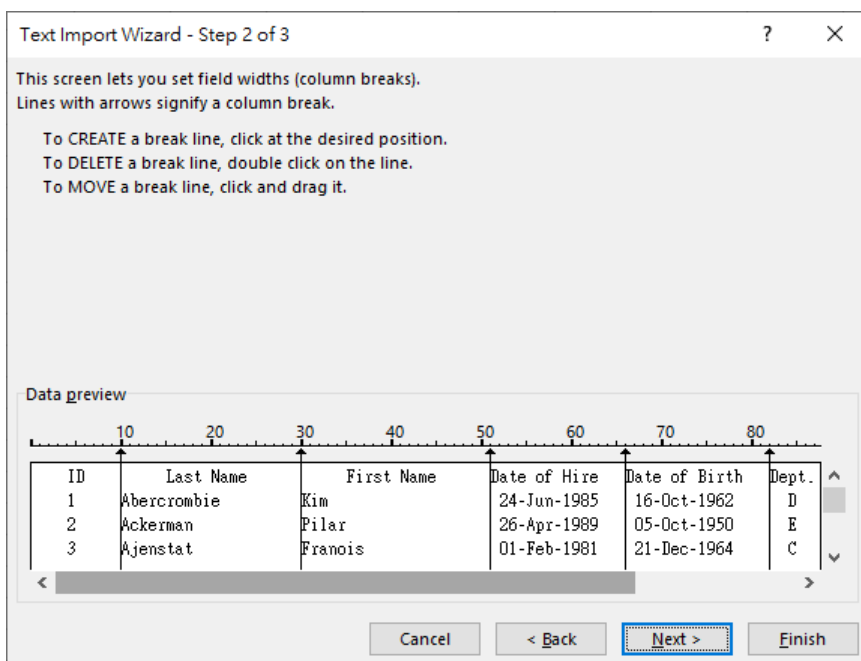 Text Import Wizard - Step 2 of 3 ?
This screen lets you set field widths (column breaks).
Lines with arrows signify a column break.
To CREATE a break line, click at the desired position.
To DELETE a break line, double click on the line.
To MOVE a break line, click and drag it.
Data preview
10 20 30 40 50 60 70 80
ID Last Name First Name Date of Hire Date of Birth Dept.
1 Abercrombie Kim 24-Jun-1985 16-Oct-1962 D
2 Ackerman Pilar 26-Apr-1989 05-Oct-1950 E
3 Ajenstat Franois 01-Feb-1981 21-Dec-1964 C
Cancel < Back Next > Finish